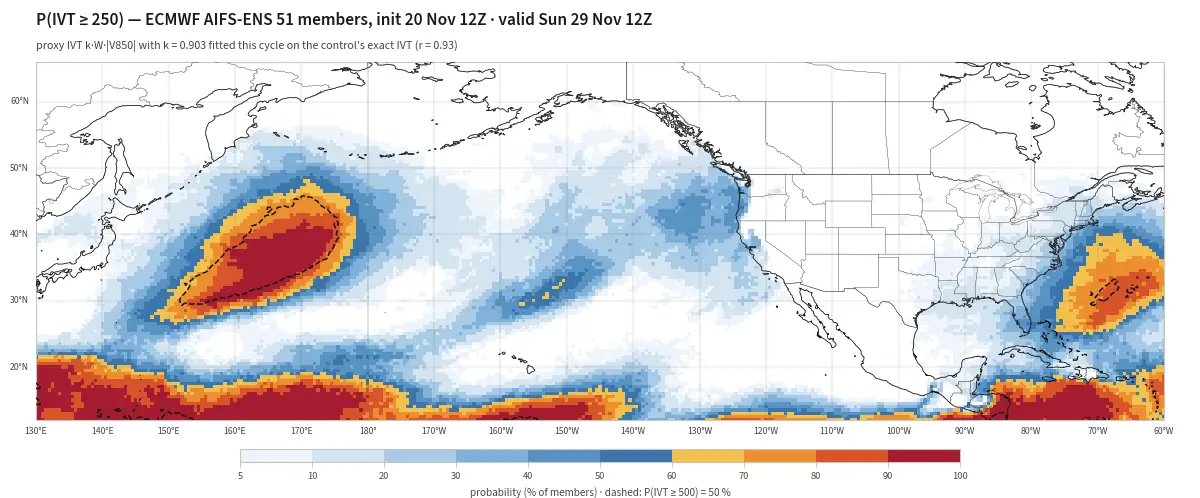 P(IVT ≥ 250) — ECMWF AIFS-ENS 51 members, init 20 Nov 12Z · valid Sun 29 Nov 12Z
proxy IVT k·W·|V850| with k = 0.903 fitted this cycle on the control's exact IVT (r = 0.93)
60°N
50°N
40°N
30°N
20°N
130°E 140°E 150°E 160°E 170°E 180° 170°W 160°W 150°W 140°W 130°W 120°W 110°W 100°W 90°W 80°W 70°W 60°W
5 10 20 30 40 50 60 70 80 90 100
probability (% of members) · dashed: P(IVT ≥ 500) = 50 %